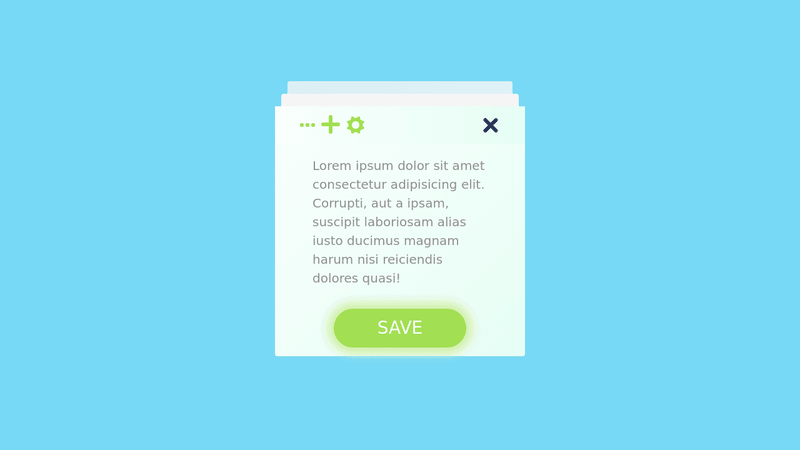 Lorem ipsum dolor sit amet
consectetur adipisicing elit.
Corrupti, aut a ipsam,
suscipit laboriosam alias
iusto ducimus magnam
harum nisi reiciendis
dolores quasi!
SAVE